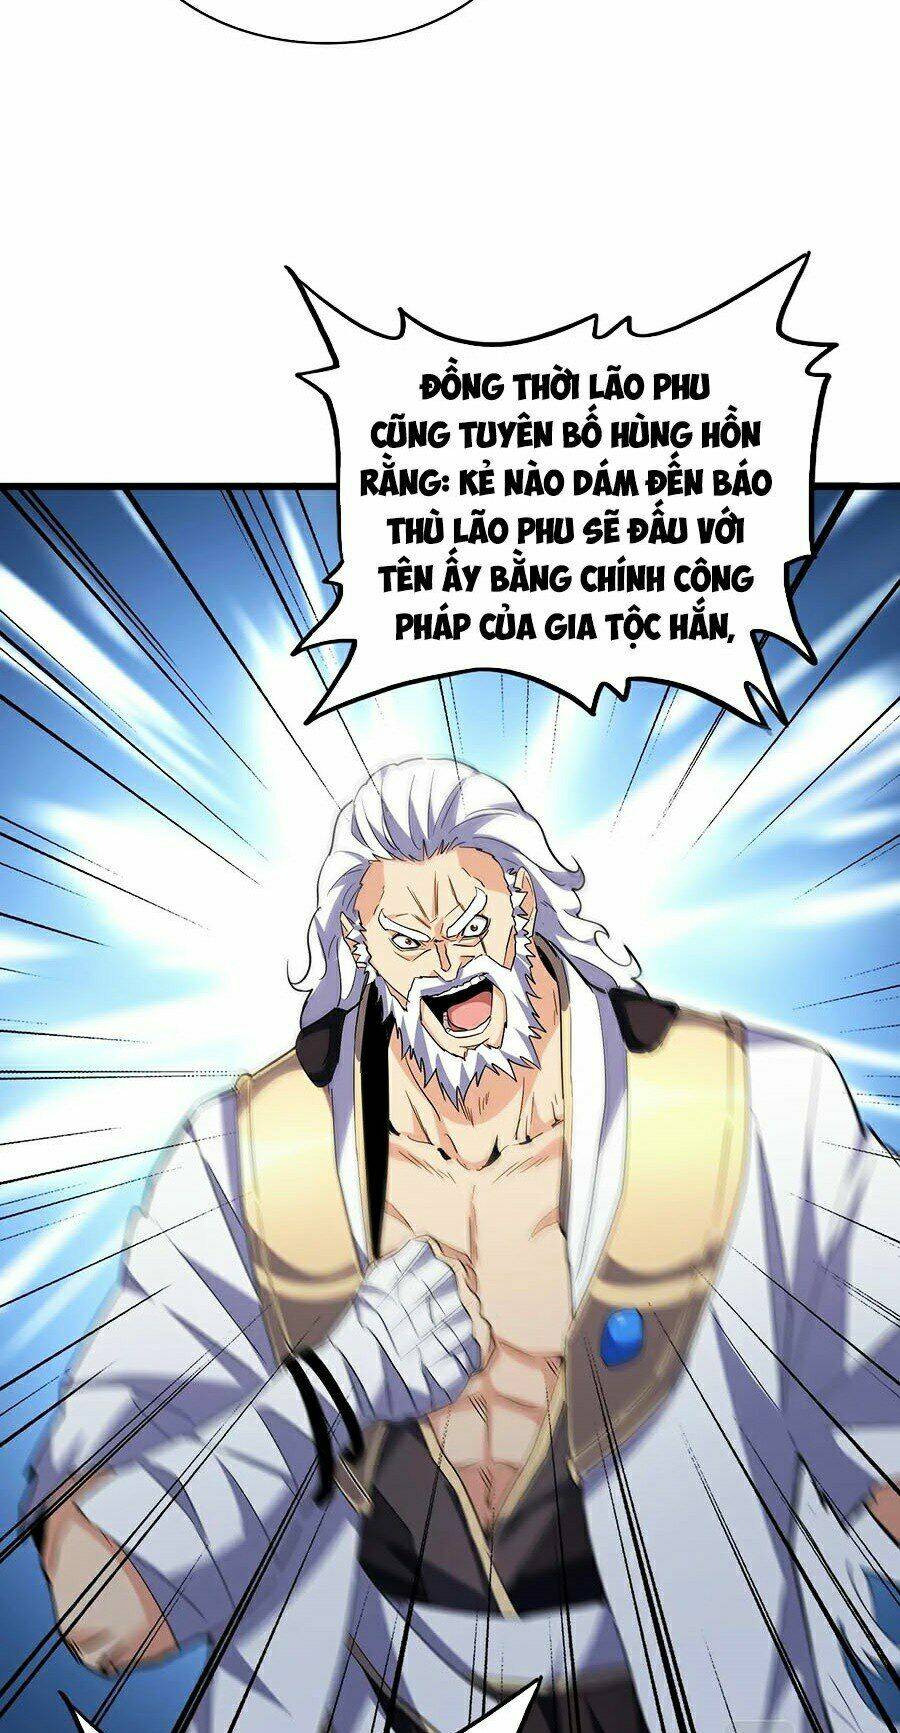 ĐỒNG THỜI LÃO PHU
CŨNG TUYÊN BỐ HÙNG HỒN
RẰNG: KẺ NÀO DÁM ĐẾN BÁO
THÙ LÃO PHU SẼ ĐẤU VỚI
TÊN ẤY BẰNG CHÍNH CÔNG
PHÁP CỦA GIA TỘC HẮN,